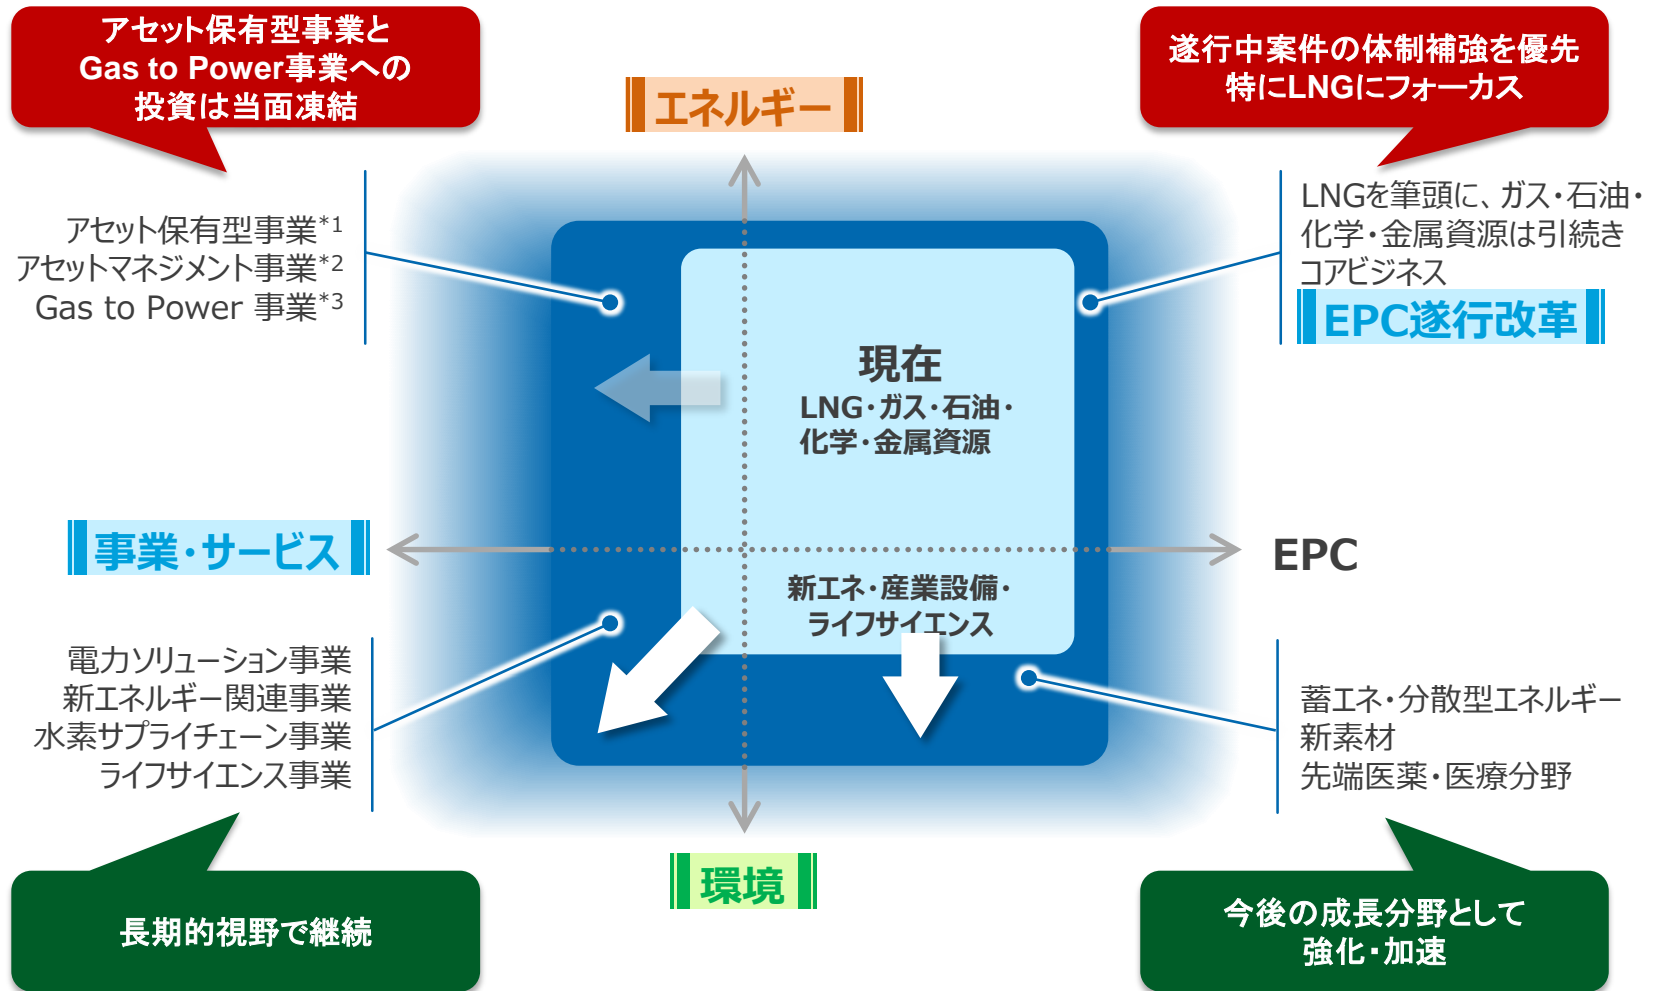 アセット保有型事業と
Gas to Power事業への
投資は当面凍結
遂行中案件の体制補強を優先
特にLNGにフォーカス
エネルギー
アセット保有型事業*1
アセットマネジメント事業*2
Gas to Power 事業*3
LNGを筆頭に、ガス・石油・
化学・金属資源は引続き
コアビジネス
EPC遂行改革
現在
LNG・ガス・石油・
化学・金属資源
事業・サービス
EPC
新エネ・産業設備・
ライフサイエンス
電力ソリューション事業
新エネルギー関連事業
水素サプライチェーン事業
ライフサイエンス事業
蓄エネ・分散型エネルギー
新素材
先端医薬・医療分野
環境
長期的視野で継続
今後の成長分野として
強化・加速